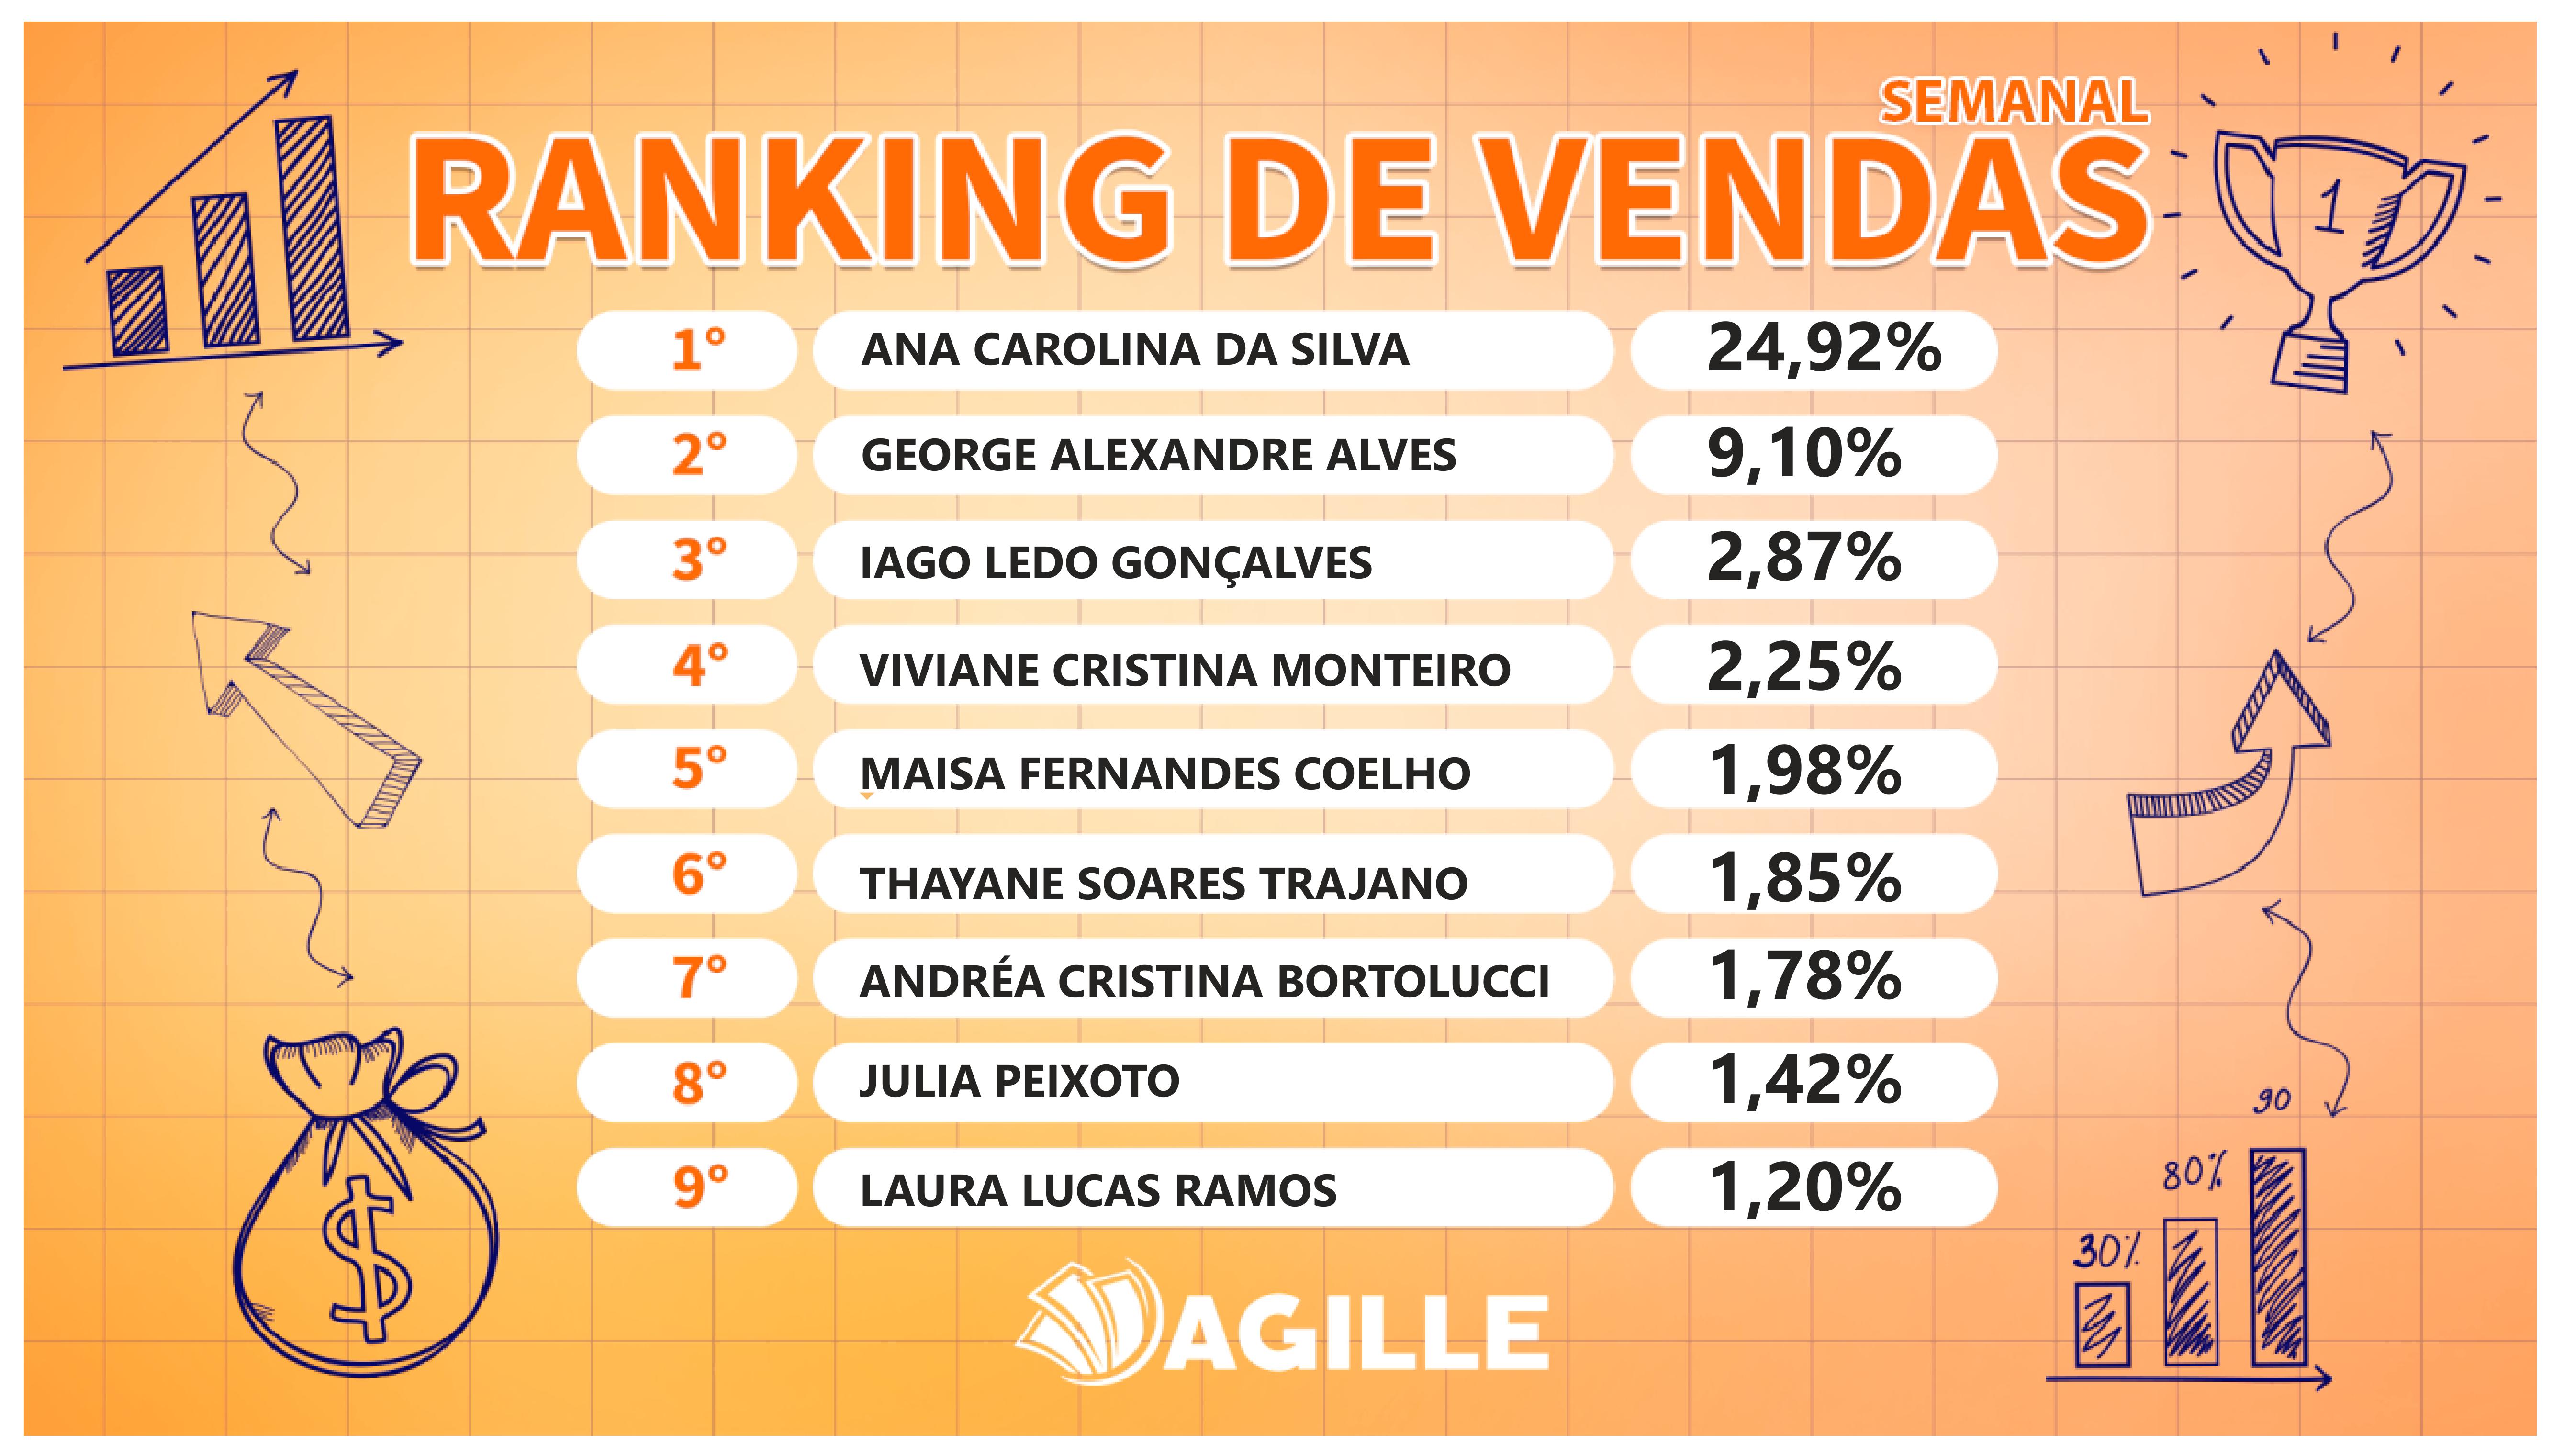 SEMANAL
RANKING DE VENDAS
1
1° ANA CAROLINA DA SILVA 24,92%
2° GEORGE ALEXANDRE ALVES 9,10%
3° IAGO LEDO GONÇALVES 2,87%
4° VIVIANE CRISTINA MONTEIRO 2,25%
5° MAISA FERNANDES COELHO 1,98%
6° THAYANE SOARES TRAJANO 1,85%
7° ANDRÉA CRISTINA BORTOLUCCI 1,78%
8° JULIA PEIXOTO 1,42%
9° LAURA LUCAS RAMOS 1,20%
90
80%
30%
$
AGILLE